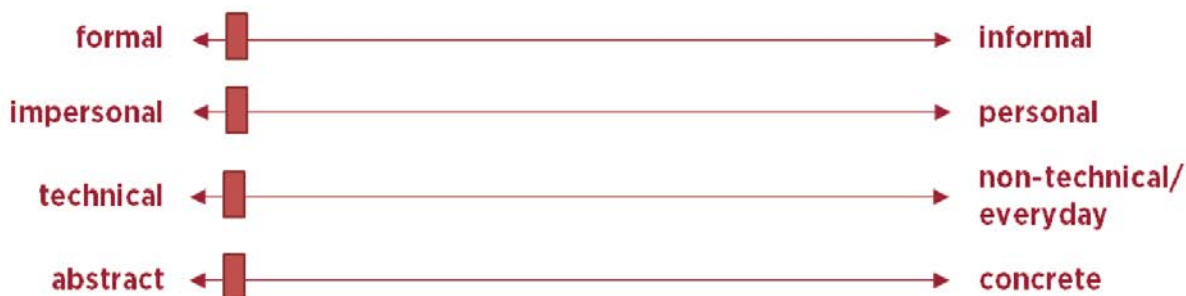 formal informal
impersonal personal
technical non-technical/
everyday
abstract concrete